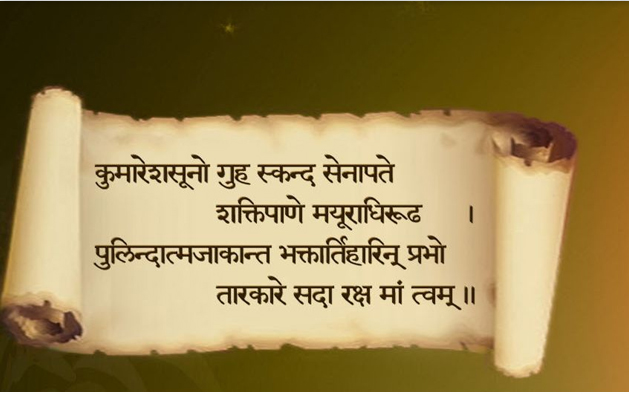 कुमारेशसूनो गुह स्कन्द सेनापते
शक्तिपाणे मयूराधिरूढ ।
पुलिन्दात्मजाकान्त भक्तार्तिहारिन् प्रभो
तारकारे सदा रक्ष मां त्वम् ॥